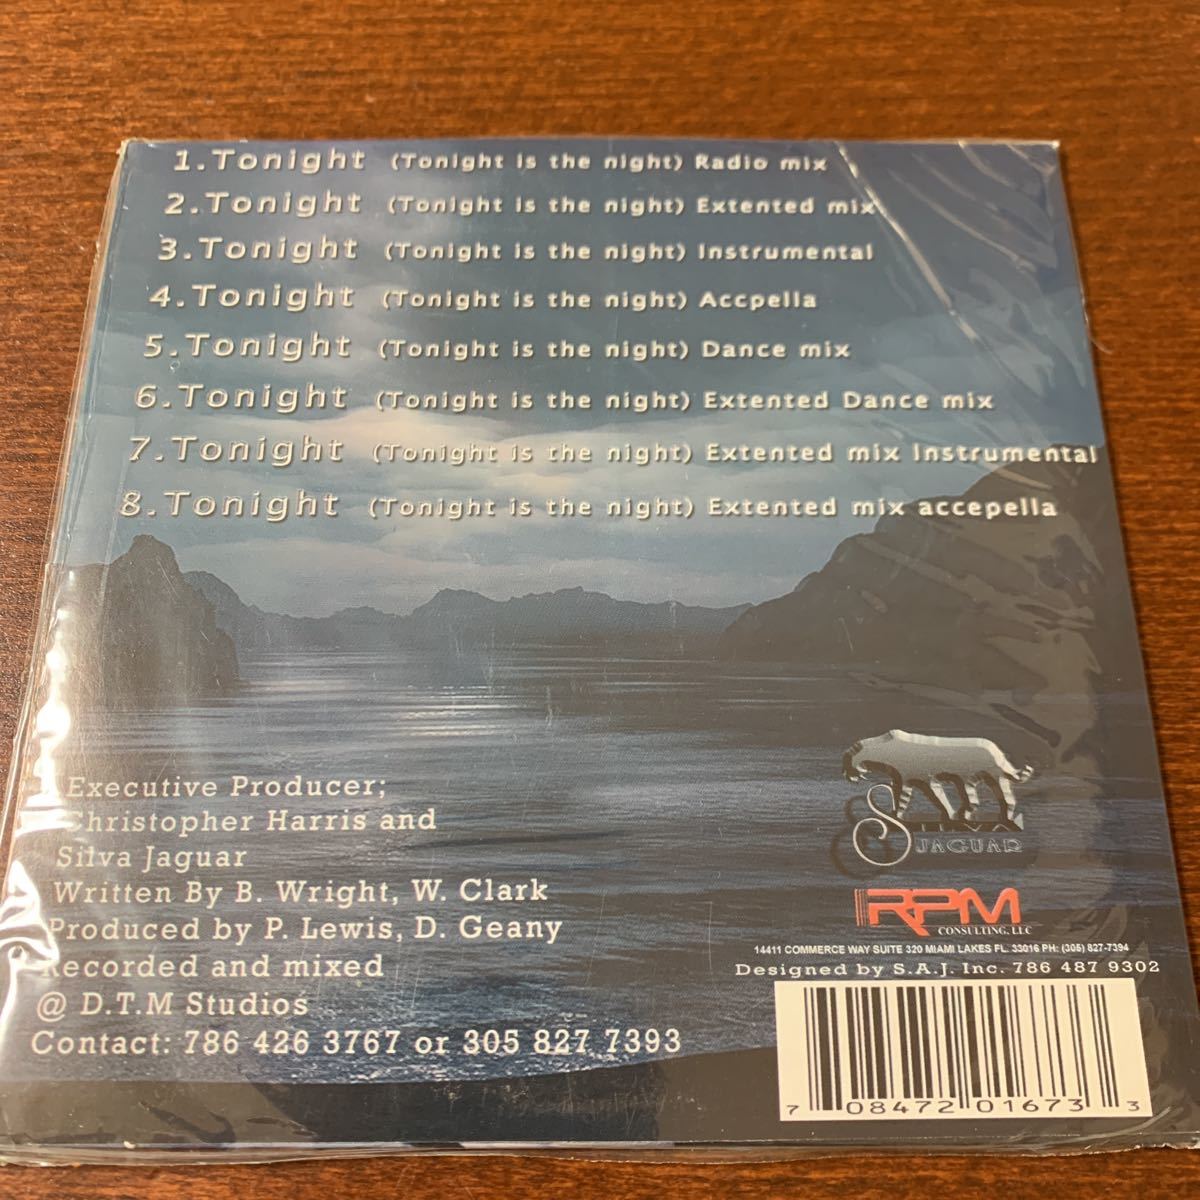 1.Tonight (Tonight is the night) Radio mix
2.Tonight (Tonight is the night) Extented mix
3.Tonight (Tonight is the night) Instrumental
4.Tonight (Tonight is the night) Accpella
5.Tonight (Tonight is the night) Dance mix
6.Tonight (Tonight is the night) Extented Dance mix
7.Tonight (Tonight is the night) Extented mix Instrumental
8.Tonight (Tonight is the night) Extented mix accepella
Executive Producer;
Christopher Harris and
Silva Jaguar
Written By B. Wright, W. Clark
Produced by P. Lewis, D. Geany
Recorded and mixed
@ D.T.M Studios
Contact: 786 426 3767 or 305 827 7393
SILVA
JAGUAR
RPM
CONSULTING, LLC
14411 COMMERCE WAY SUITE 320 MIAMI LAKES FL. 33016 PH: (305) 827-7394
Designed by S.A.J. Inc. 786 487 9302
7 08472 01673 3